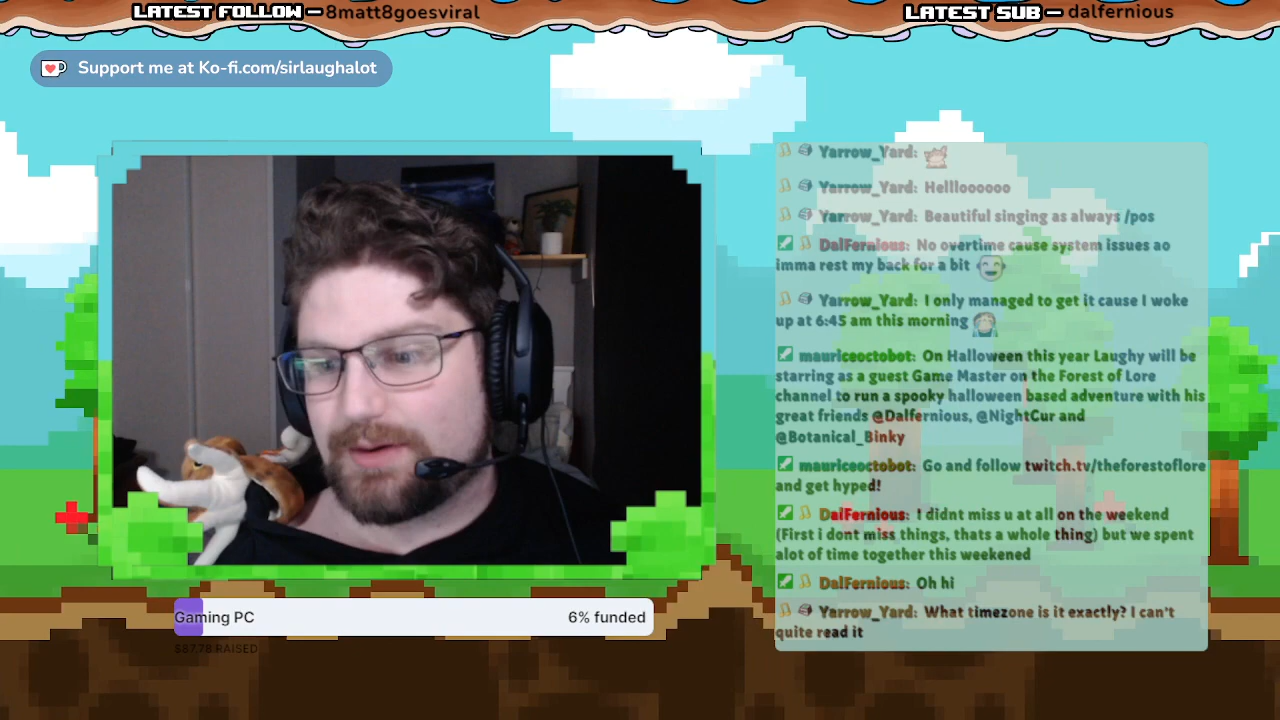 LATEST FOLLOW – 8matt8goesviral
LATEST SUB – dalfernious
Support me at Ko-fi.com/sirlaughalot
Yarrow_Yard:
Yarrow_Yard: Hellloooooo
Yarrow_Yard: Beautiful singing as always /pos
DalFernious: No overtime cause system issues ao
imma rest my back for a bit
Yarrow_Yard: I only managed to get it cause I woke
up at 6:45 am this morning
mauriceoctobot: On Halloween this year Laughy will be
starring as a guest Game Master on the Forest of Lore
channel to run a spooky halloween based adventure with his
great friends @Dalfernious, @NightCur and
@Botanical_Binky
mauriceoctobot: Go and follow twitch.tv/theforestoflore
and get hyped!
DalFernious: I didnt miss u at all on the weekend
(First i dont miss things, thats a whole thing) but we spent
alot of time together this weekened
DalFernious: Oh hi
Yarrow_Yard: What timezone is it exactly? I can't
quite read it
Gaming PC 6% funded
$87.78 RAISED